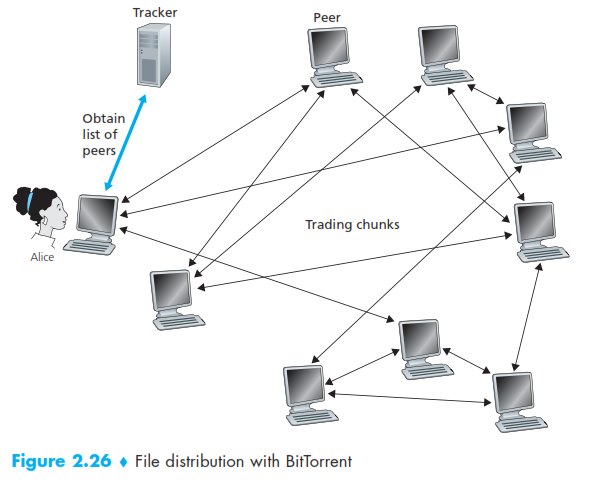 Tracker
Peer
Obtain
list of
peers
Trading chunks
Alice
Figure 2.26 ♦ File distribution with BitTorrent